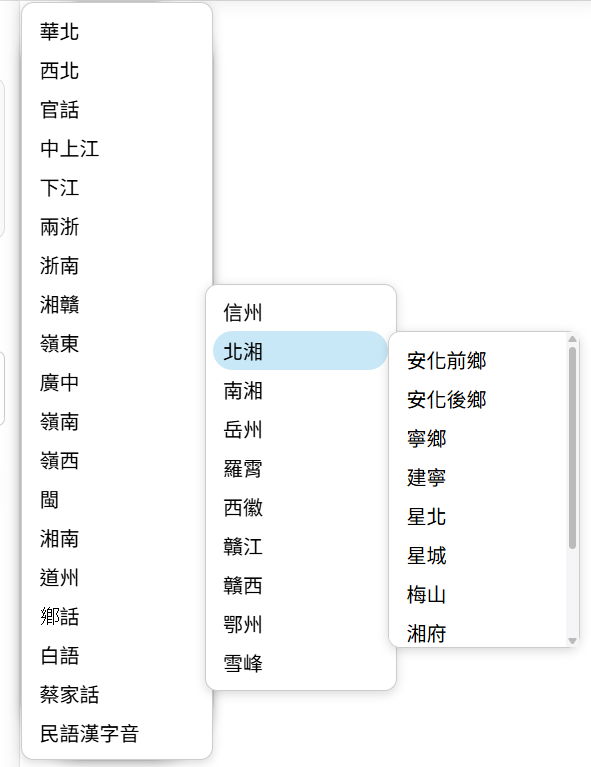 華北
西北
官話
中上江
下江
兩浙
浙南
湘贛
嶺東
廣中
嶺南
嶺西
閩
湘南
道州
鄉話
白語
蔡家話
民語漢字音
信州
北湘
南湘
岳州
羅霄
西徽
贛江
贛西
鄂州
雪峰
安化前鄉
安化後鄉
寧鄉
建寧
星北
星城
梅山
湘府